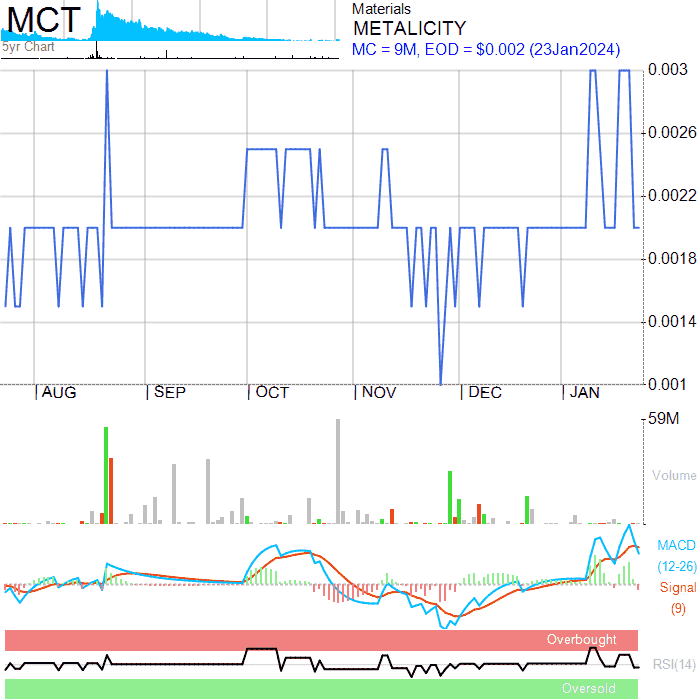 MCT
5yr Chart
Materials
METALICITY
MC = 9M, EOD = $0.002 (23Jan2024)
0.003
0.0026
0.0022
0.0018
0.0014
0.001
AUG SEP OCT NOV DEC JAN
59M
Volume
MACD
(12-26)
Signal
(9)
Overbought
RSI(14)
Oversold